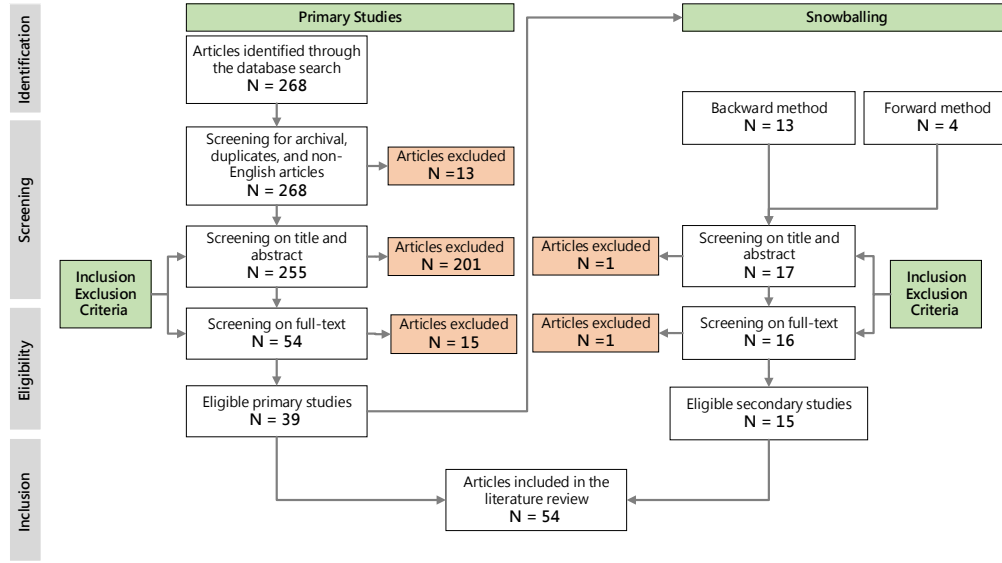 Primary Studies
Snowballing
Identification
Articles identified through
the database search
N = 268
Backward method
N = 13
Forward method
N = 4
Screening
Screening for archival,
duplicates, and non-
English articles
N = 268
Articles excluded
N =13
Screening on title and
abstract
N = 255
Articles excluded
N = 201
Articles excluded
N =1
Screening on title and
abstract
N = 17
Inclusion
Exclusion
Criteria
Inclusion
Exclusion
Criteria
Eligibility
Screening on full-text
N = 54
Articles excluded
N = 15
Articles excluded
N =1
Screening on full-text
N = 16
Eligible primary studies
N = 39
Eligible secondary studies
N = 15
Inclusion
Articles included in the
literature review
N = 54